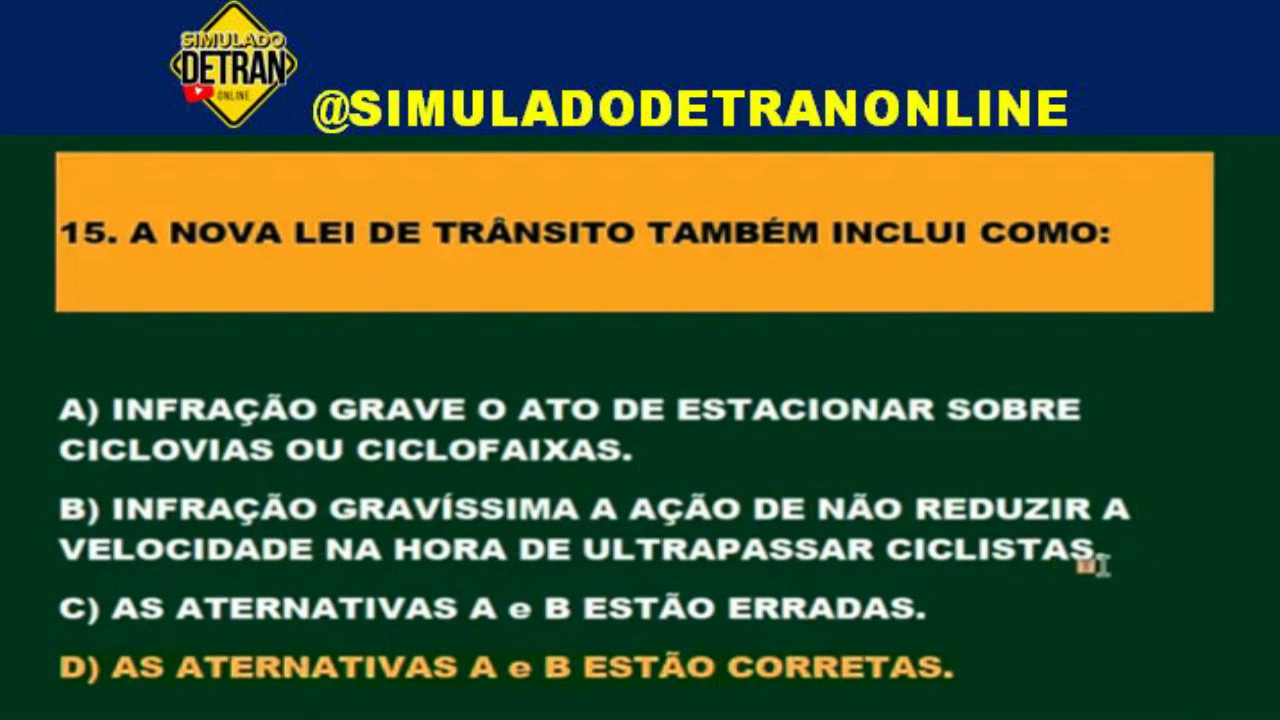 SIMULADO
DETRAN
ONLINE
@SIMULADODETRANONLINE
15. A NOVA LEI DE TRÂNSITO TAMBÉM INCLUI COMO:
A) INFRAÇÃO GRAVE O ATO DE ESTACIONAR SOBRE
CICLOVIAS OU CICLOFAIXAS.
B) INFRAÇÃO GRAVÍSSIMA A AÇÃO DE NÃO REDUZIR A
VELOCIDADE NA HORA DE ULTRAPASSAR CICLISTAS.
C) AS ATERNATIVAS A e B ESTÃO ERRADAS.
D) AS ATERNATIVAS A e B ESTÃO CORRETAS.